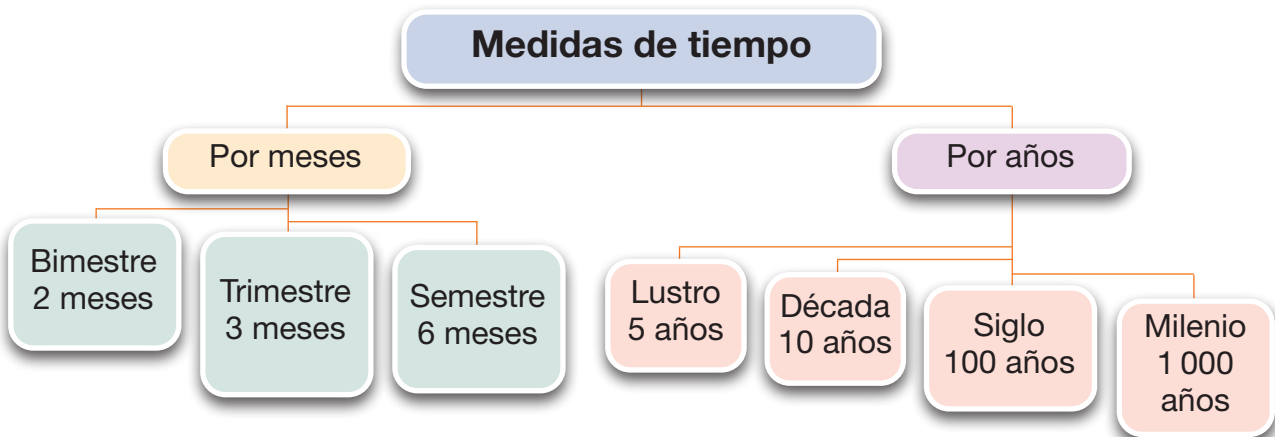 Medidas de tiempo
Por meses
Por años
Bimestre
2 meses
Trimestre
3 meses
Semestre
6 meses
Lustro
5 años
Década
10 años
Siglo
100 años
Milenio
1 000
años